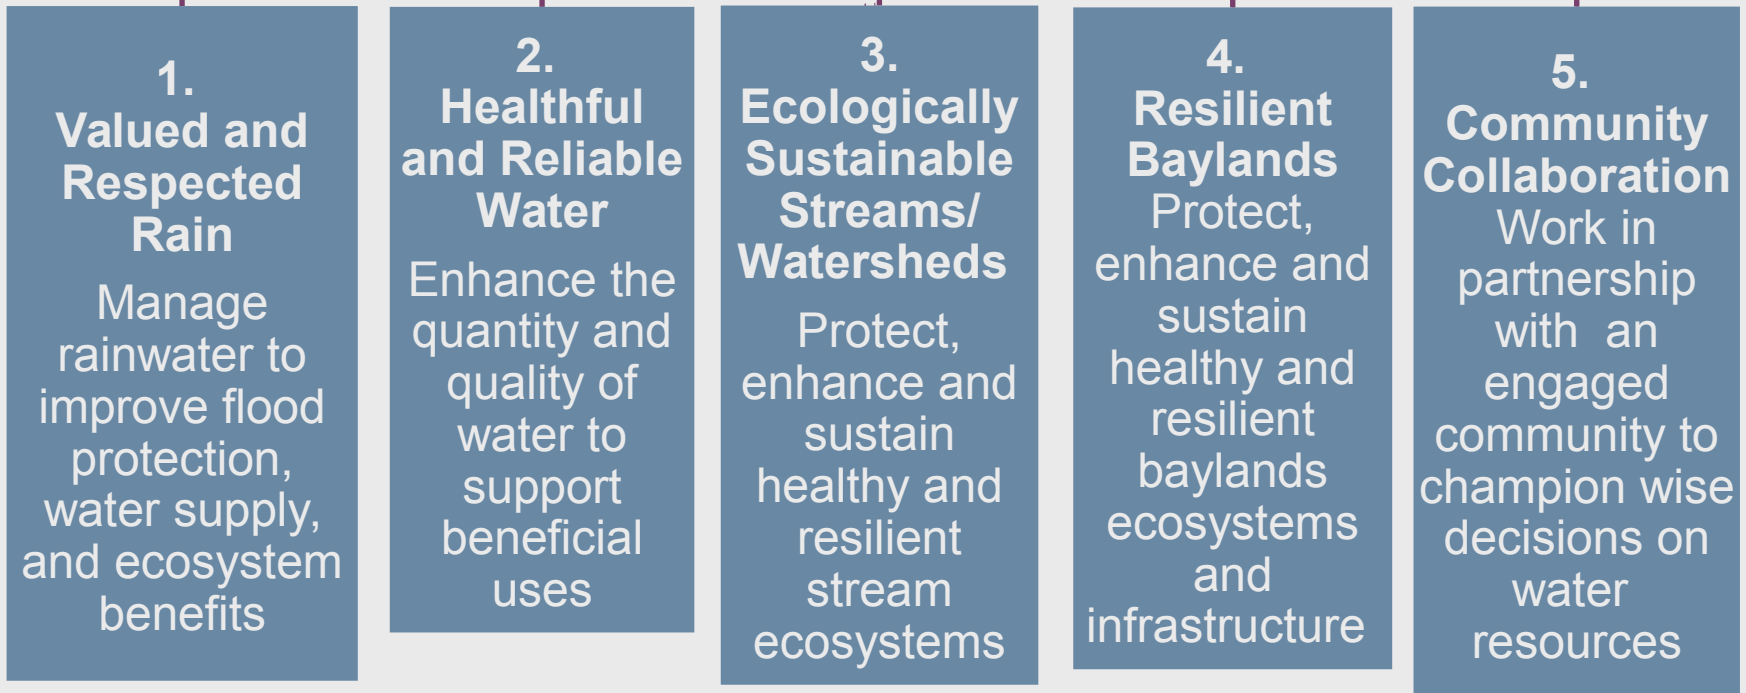 1.
Valued and
Respected
Rain
Manage
rainwater to
improve flood
protection,
water supply,
and ecosystem
benefits
2.
Healthful
and Reliable
Water
Enhance the
quantity and
quality of
water to
support
beneficial
uses
3.
Ecologically
Sustainable
Streams/
Watersheds
Protect,
enhance and
sustain
healthy and
resilient
stream
ecosystems
4.
Resilient
Baylands
Protect,
enhance and
sustain
healthy and
resilient
baylands
ecosystems
and
infrastructure
5.
Community
Collaboration
Work in
partnership
with  an
engaged
community to
champion wise
decisions on
water
resources